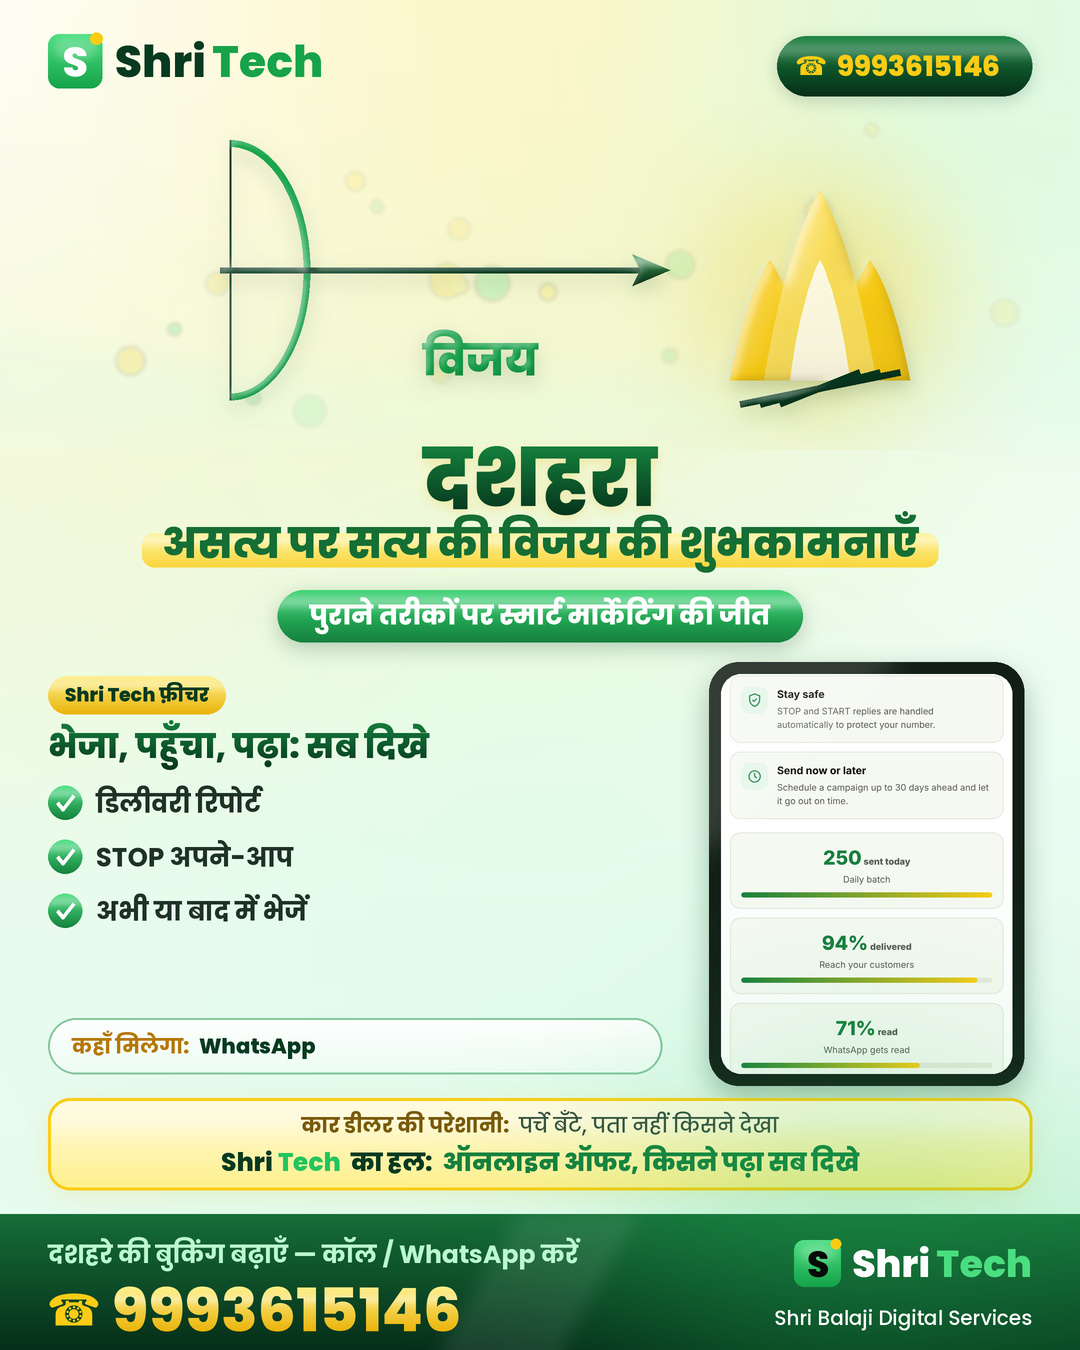 S Shri Tech
☎ 9993615146
विजय
दशहरा
असत्य पर सत्य की विजय की शुभकामनाएँ
पुराने तरीकों पर स्मार्ट मार्केटिंग की जीत
Shri Tech फ़ीचर
भेजा, पहुँचा, पढ़ा: सब दिखे
डिलीवरी रिपोर्ट
STOP अपने-आप
अभी या बाद में भेजें
कहाँ मिलेगा: WhatsApp
Stay safe
STOP and START replies are handled
automatically to protect your number.
Send now or later
Schedule a campaign up to 30 days ahead and let
it go out on time.
250 sent today
Daily batch
94% delivered
Reach your customers
71% read
WhatsApp gets read
कार डीलर की परेशानी: पर्चे बँटे, पता नहीं किसने देखा
Shri Tech का हल: ऑनलाइन ऑफर, किसने पढ़ा सब दिखे
दशहरे की बुकिंग बढ़ाएँ — कॉल / WhatsApp करें
☎ 9993615146
S Shri Tech
Shri Balaji Digital Services